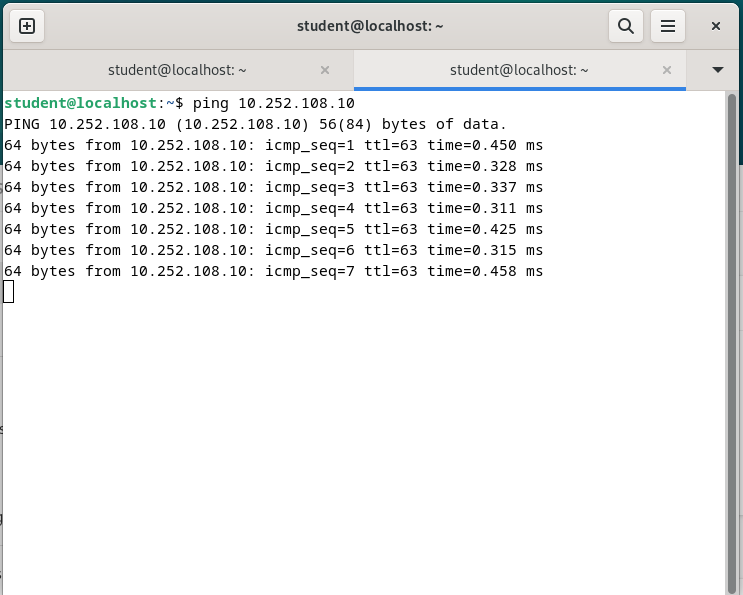 student@localhost: ~
student@localhost: ~
student@localhost: ~
student@localhost:~$ ping 10.252.108.10
PING 10.252.108.10 (10.252.108.10) 56(84) bytes of data.
64 bytes from 10.252.108.10: icmp_seq=1 ttl=63 time=0.450 ms
64 bytes from 10.252.108.10: icmp_seq=2 ttl=63 time=0.328 ms
64 bytes from 10.252.108.10: icmp_seq=3 ttl=63 time=0.337 ms
64 bytes from 10.252.108.10: icmp_seq=4 ttl=63 time=0.311 ms
64 bytes from 10.252.108.10: icmp_seq=5 ttl=63 time=0.425 ms
64 bytes from 10.252.108.10: icmp_seq=6 ttl=63 time=0.315 ms
64 bytes from 10.252.108.10: icmp_seq=7 ttl=63 time=0.458 ms